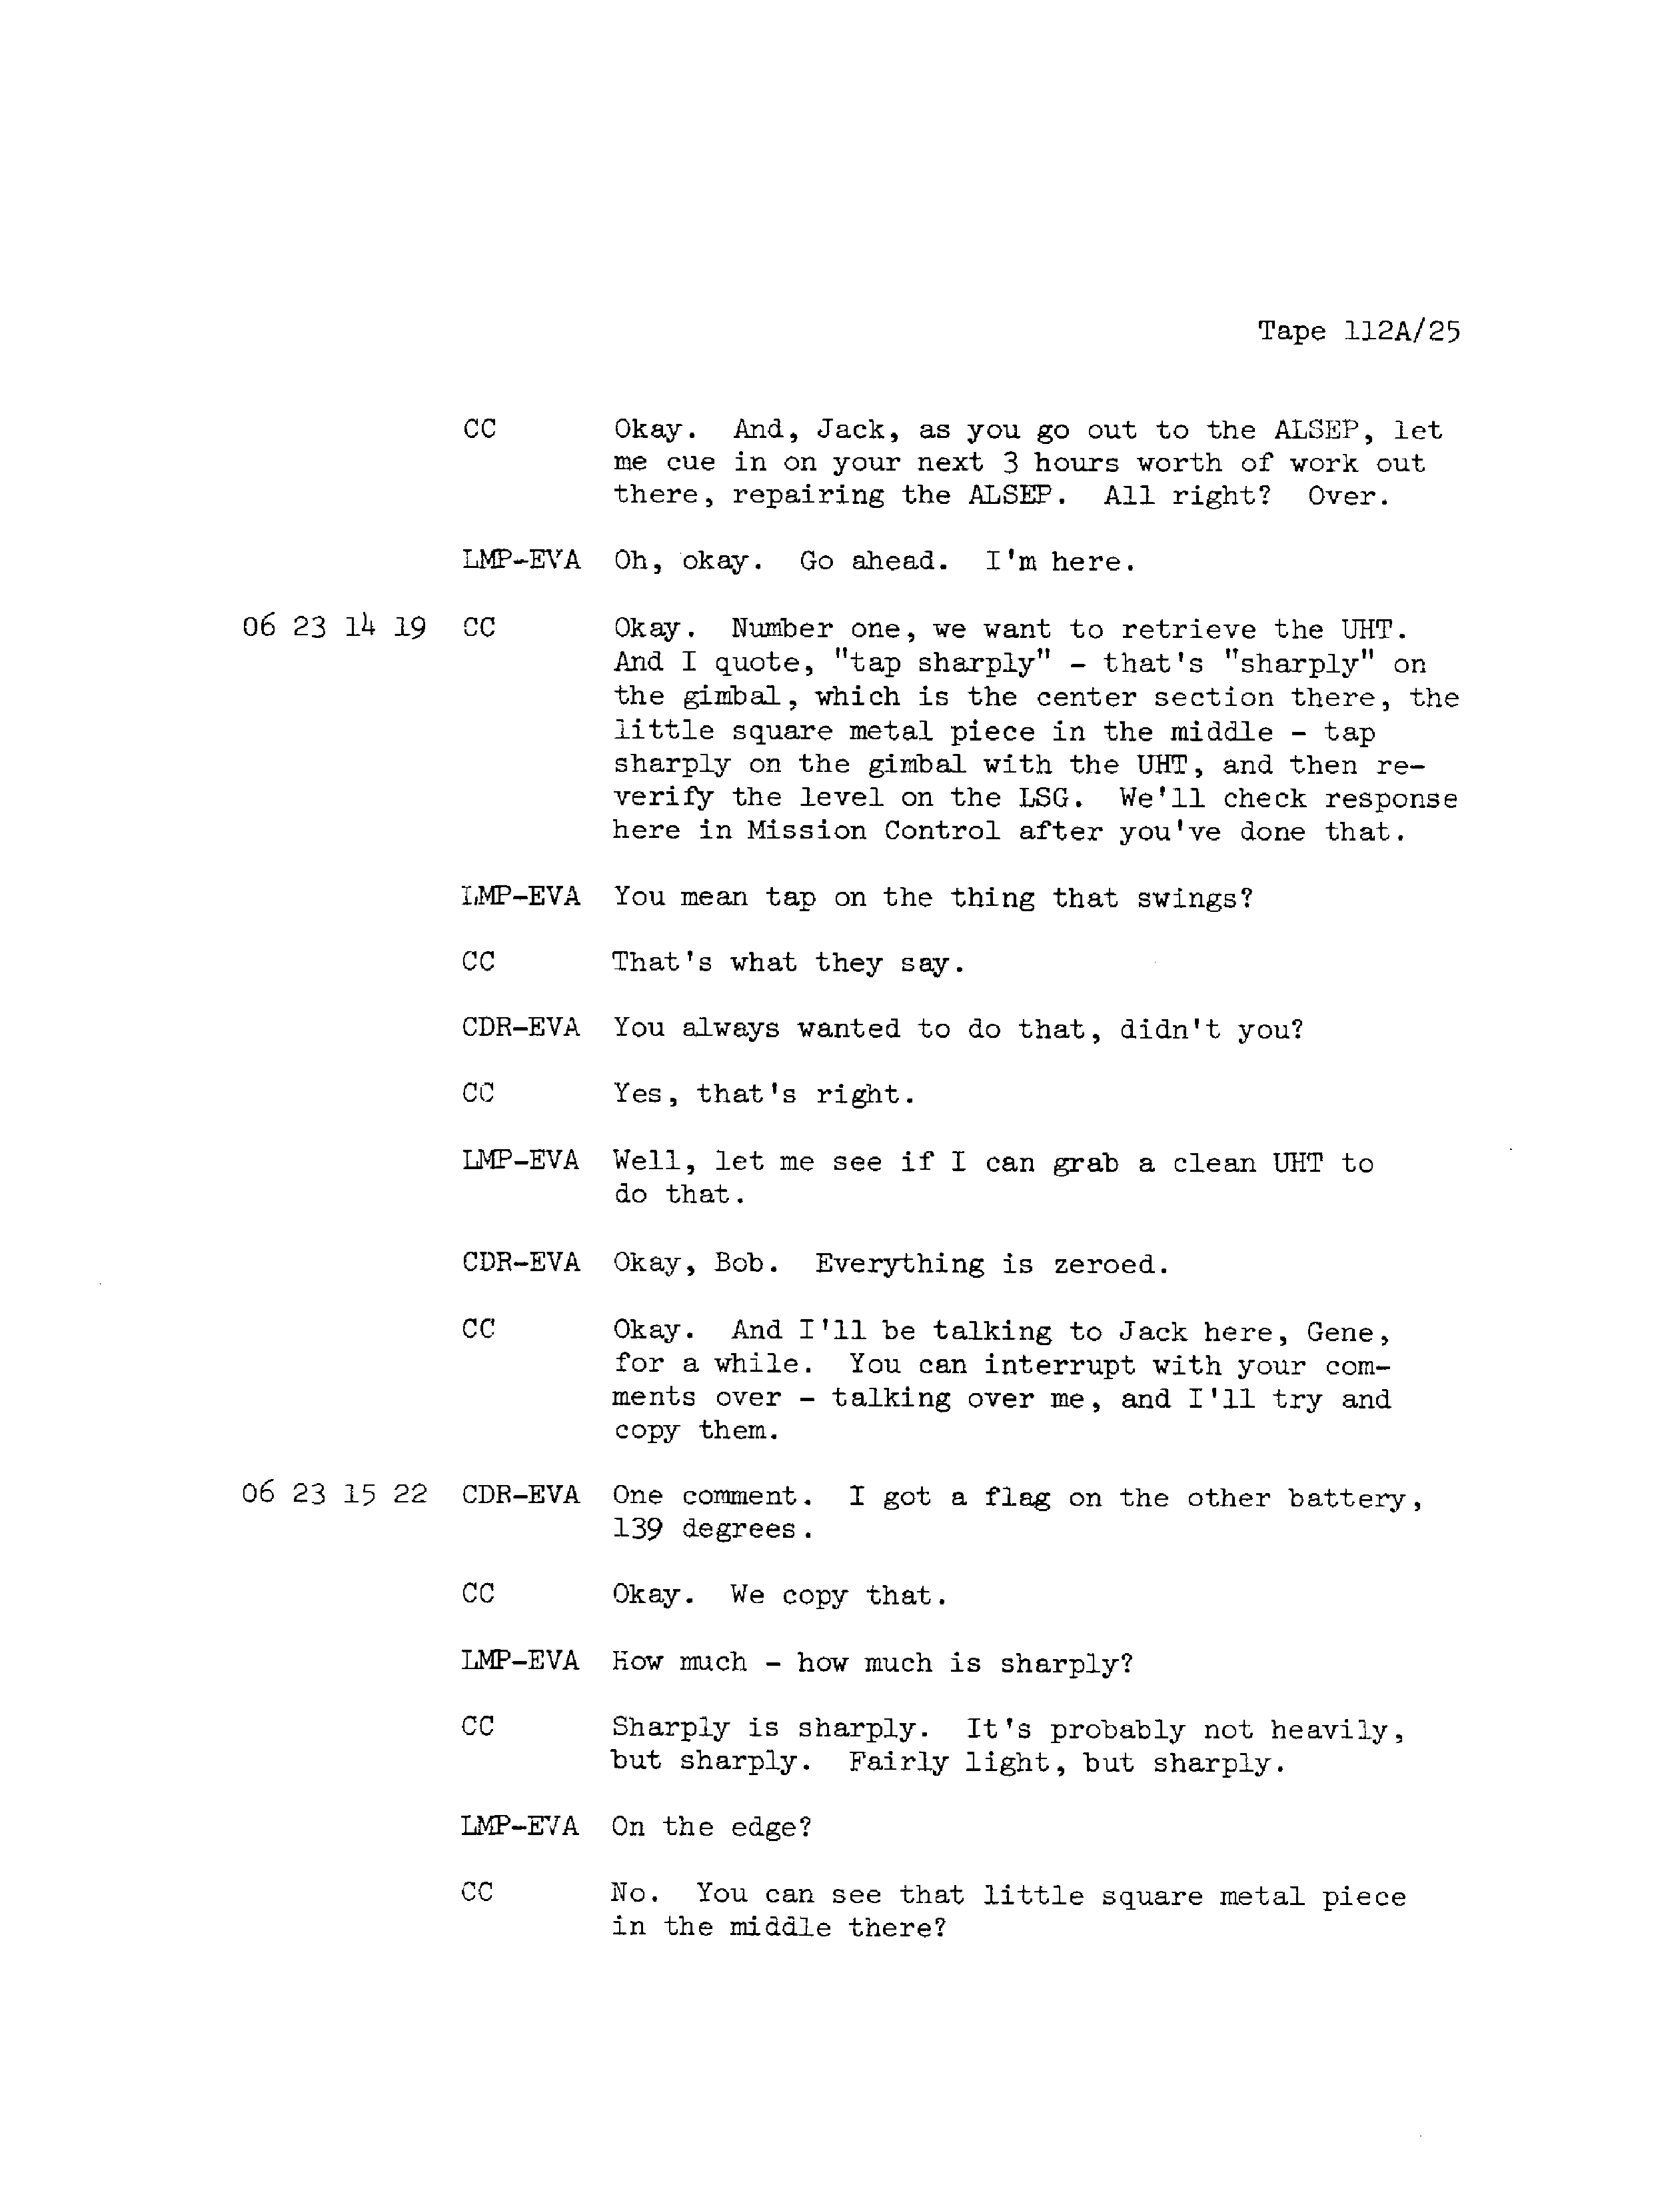 Tape 112A/25
CC Okay. And, Jack, as you go out to the ALSEP, let
me cue in on your next 3 hours worth of work out
there, repairing the ALSEP. All right? Over.
LMP-EVA Oh, okay. Go ahead. I'm here.
06 23 14 19 CC Okay. Number one, we want to retrieve the UHT.
And I quote, "tap sharply" - that's "sharply" on
the gimbal, which is the center section there, the
little square metal piece in the middle - tap
sharply on the gimbal with the UHT, and then re-
verify the level on the LSG. We'll check response
here in Mission Control after you've done that.
LMP-EVA You mean tap on the thing that swings?
CC That's what they say.
CDR-EVA You always wanted to do that, didn't you?
CC Yes, that's right.
LMP-EVA Well, let me see if I can grab a clean UHT to
do that.
CDR-EVA Okay, Bob. Everything is zeroed.
CC Okay. And I'll be talking to Jack here, Gene,
for a while. You can interrupt with your com-
ments over - talking over me, and I'll try and
copy them.
06 23 15 22 CDR-EVA One comment. I got a flag on the other battery,
139 degrees.
CC Okay. We copy that.
LMP-EVA How much - how much is sharply?
CC Sharply is sharply. It's probably not heavily,
but sharply. Fairly light, but sharply.
LMP-EVA On the edge?
CC No. You can see that little square metal piece
in the middle there?